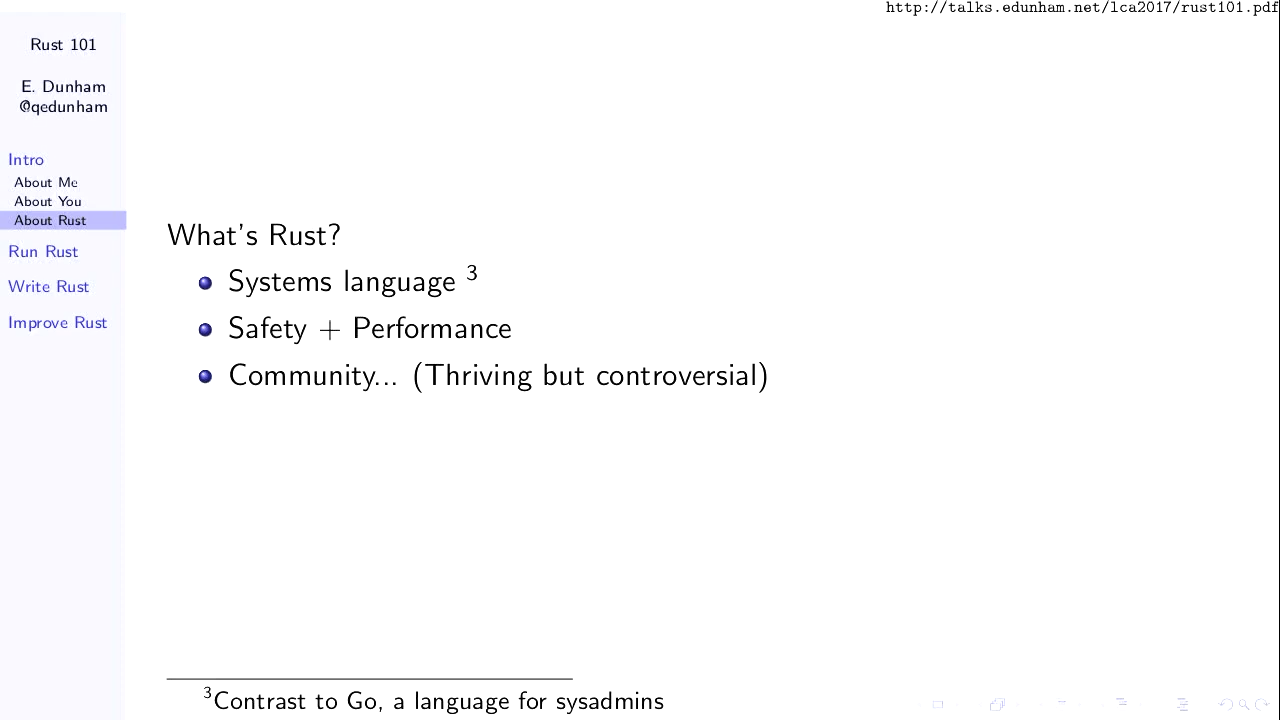 http://talks.edunham.net/lca2017/rust101.pdf
Rust 101
E. Dunham
@qedunham
Intro
About Me
About You
About Rust
Run Rust
Write Rust
Improve Rust
What's Rust?
Systems language 3
Safety + Performance
Community... (Thriving but controversial)
3Contrast to Go, a language for sysadmins